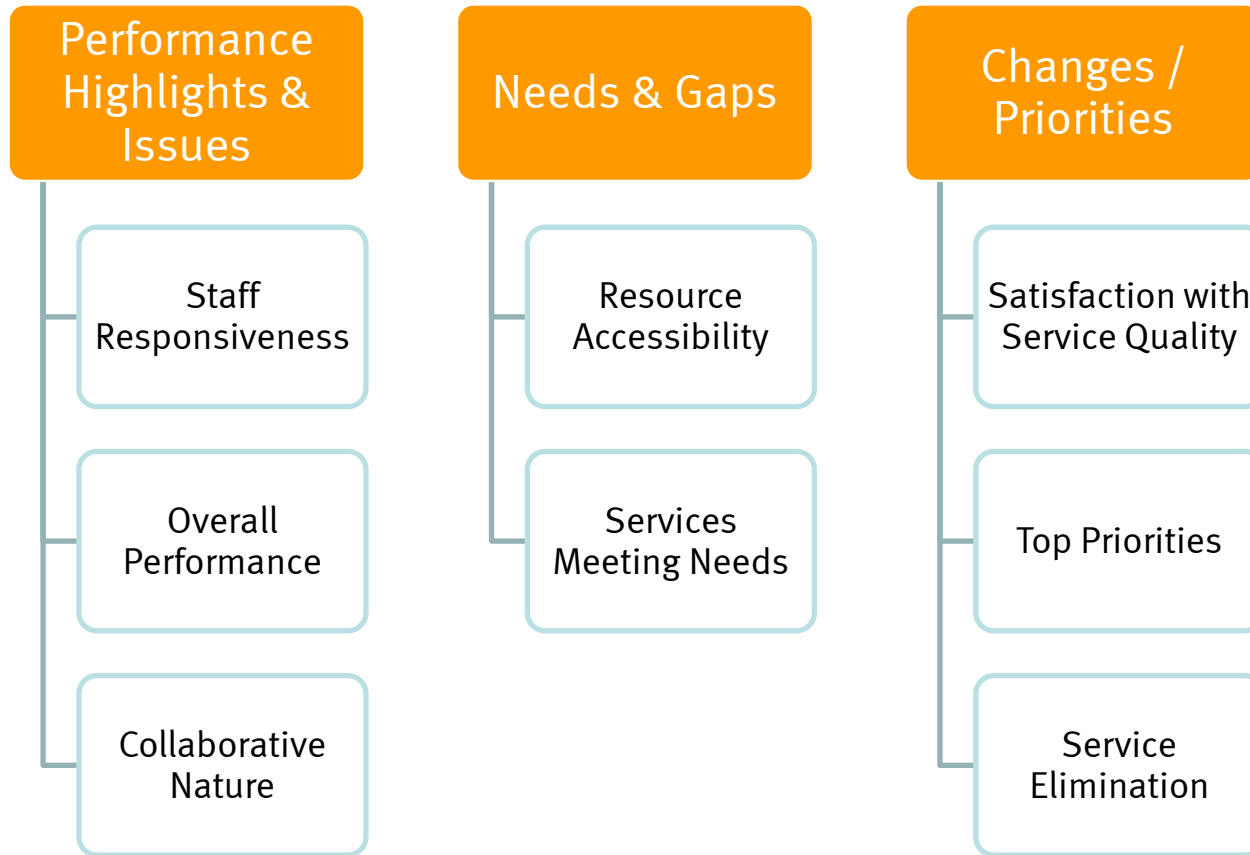 Performance
Highlights &
Issues
Staff
Responsiveness
Overall
Performance
Collaborative
Nature
Needs & Gaps
Resource
Accessibility
Services
Meeting Needs
Changes /
Priorities
Satisfaction with
Service Quality
Top Priorities
Service
Elimination